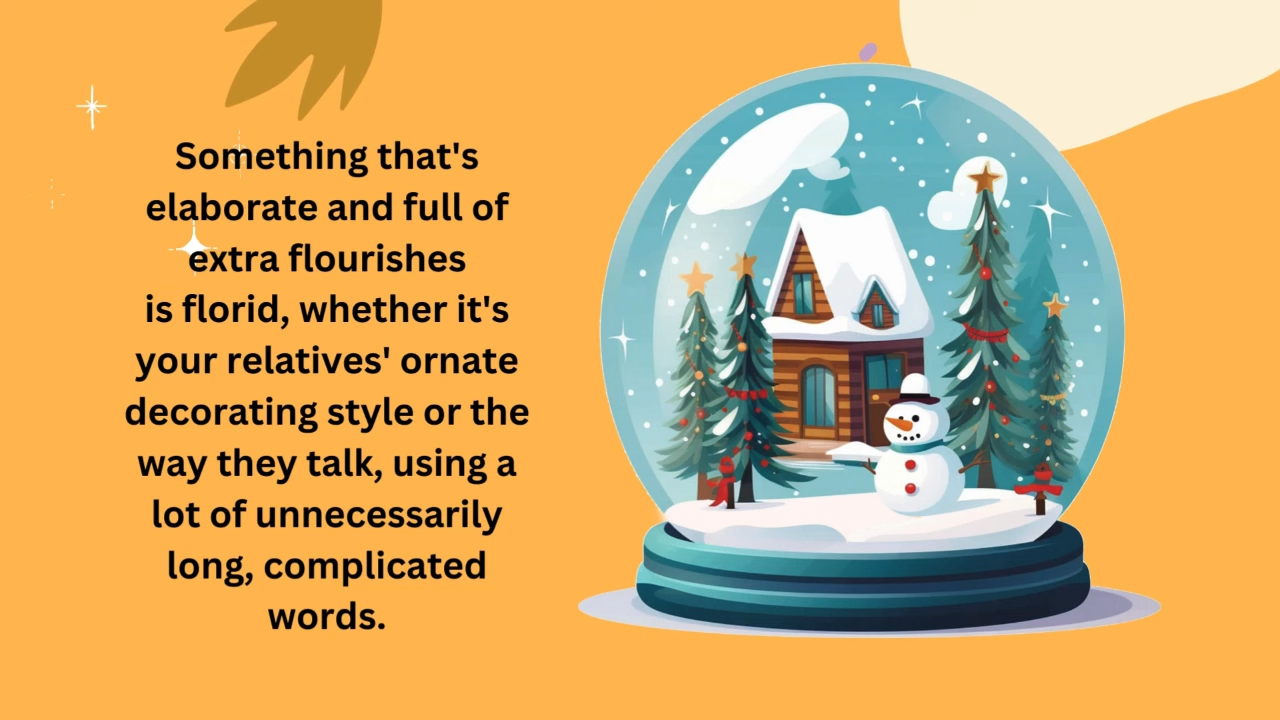 Something that's
elaborate and full of
extra flourishes
is florid, whether it's
your relatives' ornate
decorating style or the
way they talk, using a
lot of unnecessarily
long, complicated
words.